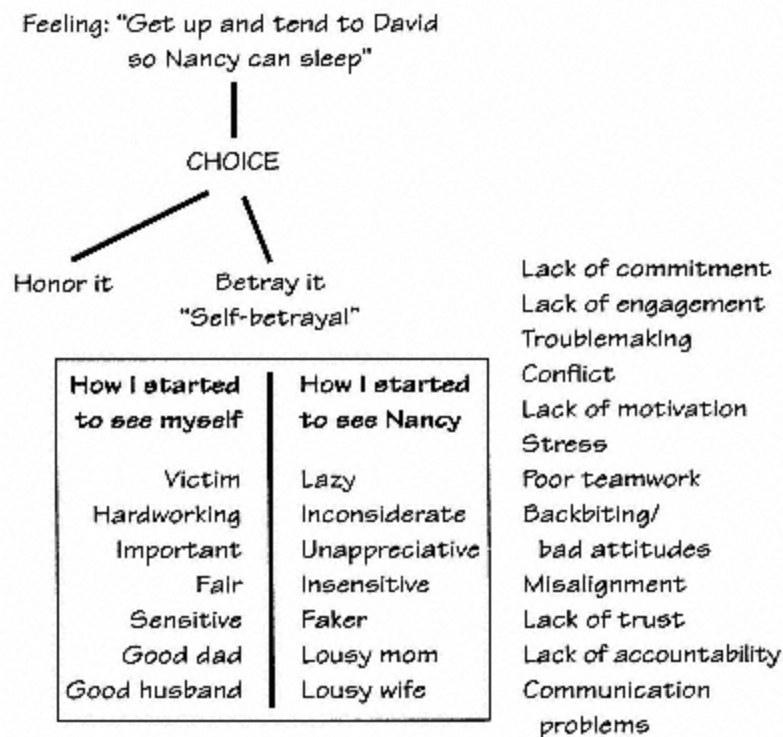 Feeling: “Get up and tend to David
so Nancy can sleep”
CHOICE
Honor it
Betray it
“Self-betrayal”
How I started
to see myself
Victim
Hardworking
Important
Fair
Sensitive
Good dad
Good husband
How I started
to see Nancy
Lazy
Inconsiderate
Unappreciative
Insensitive
Faker
Lousy mom
Lousy wife
Lack of commitment
Lack of engagement
Troublemaking
Conflict
Lack of motivation
Stress
Poor teamwork
Backbiting/
bad attitudes
Misalignment
Lack of trust
Lack of accountability
Communication
problems